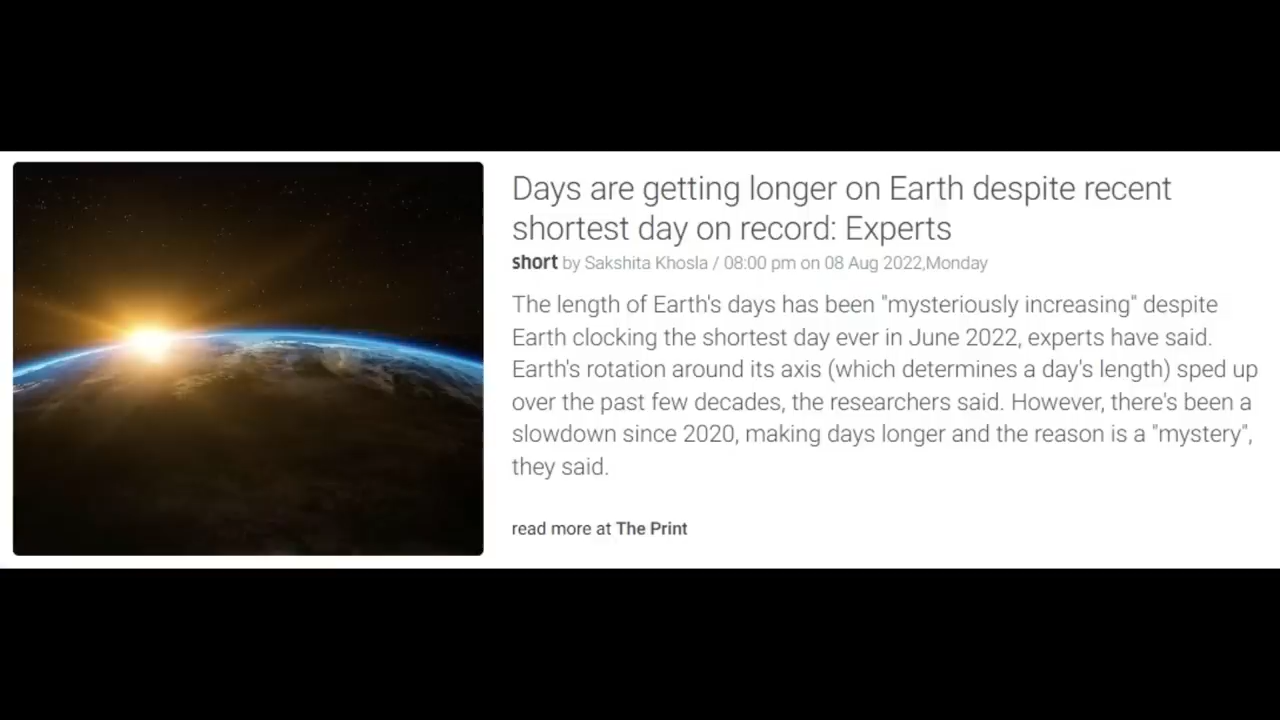 Days are getting longer on Earth despite recent
shortest day on record: Experts
short by Sakshita Khosla / 08:00 pm on 08 Aug 2022,Monday
The length of Earth's days has been "mysteriously increasing" despite
Earth clocking the shortest day ever in June 2022, experts have said.
Earth's rotation around its axis (which determines a day's length) sped up
over the past few decades, the researchers said. However, there's been a
slowdown since 2020, making days longer and the reason is a "mystery",
they said.
read more at The Print